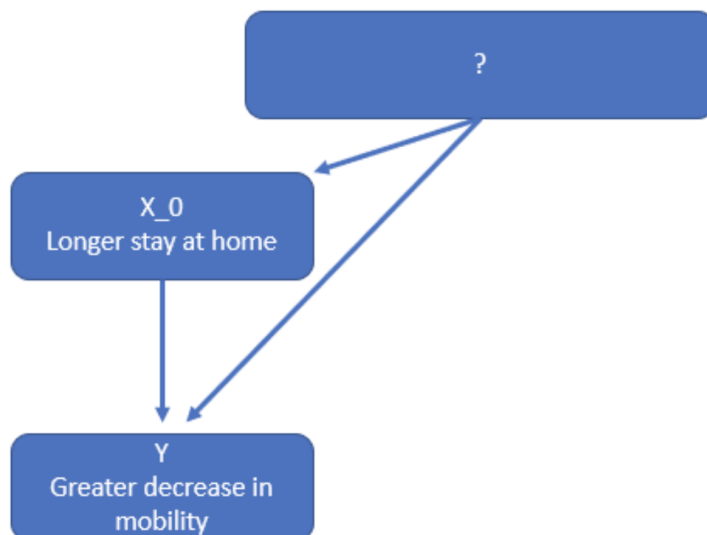 ?
X_0
Longer stay at home
Y
Greater decrease in
mobility